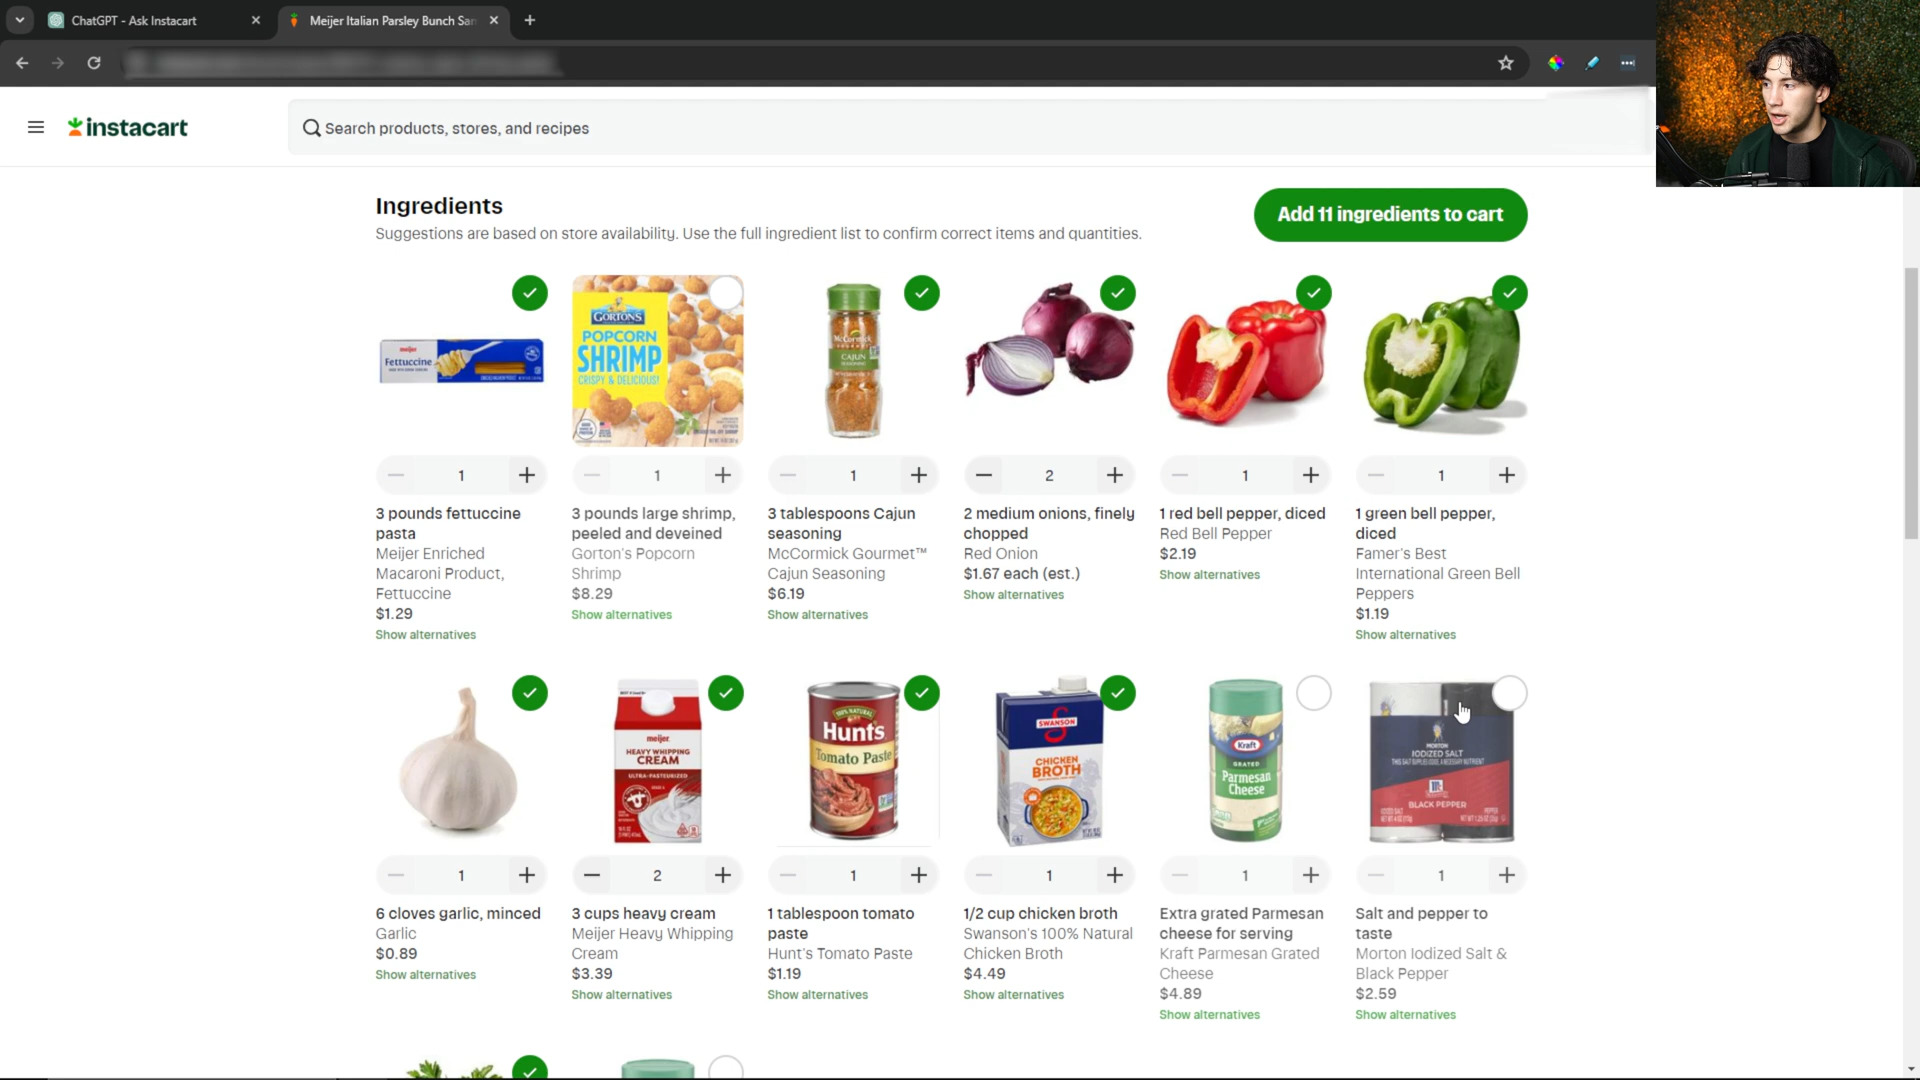 ChatGPT - Ask Instacart
Meijer Italian Parsley Bunch San
instacart
Search products, stores, and recipes
Ingredients
Suggestions are based on store availability. Use the full ingredient list to confirm correct items and quantities.
Add 11 ingredients to cart
meijer
Fettuccine
GORTON'S
POPCORN
SHRIMP
CRISPY & DELICIOUS!
McCormick
GOURMET
CAJUN
SEASONING
1
1
1
2
1
1
3 pounds fettuccine
pasta
Meijer Enriched
Macaroni Product,
Fettuccine
$1.29
Show alternatives
3 pounds large shrimp,
peeled and deveined
Gorton's Popcorn
Shrimp
$8.29
Show alternatives
3 tablespoons Cajun
seasoning
McCormick Gourmet™
Cajun Seasoning
$6.19
Show alternatives
2 medium onions, finely
chopped
Red Onion
$1.67 each (est.)
Show alternatives
1 red bell pepper, diced
Red Bell Pepper
$2.19
Show alternatives
1 green bell pepper,
diced
Famer's Best
International Green Bell
Peppers
$1.19
Show alternatives
meijer
HEAVY WHIPPING
CREAM
ULTRA-PASTEURIZED
100% NATURAL
Hunt's
Tomato Paste
SWANSON
CHICKEN
BROTH
Kraft
GRATED
Parmesan
Cheese
MORTON
IODIZED SALT
BLACK PEPPER
1
2
1
1
1
1
6 cloves garlic, minced
Garlic
$0.89
Show alternatives
3 cups heavy cream
Meijer Heavy Whipping
Cream
$3.39
Show alternatives
1 tablespoon tomato
paste
Hunt's Tomato Paste
$1.19
Show alternatives
1/2 cup chicken broth
Swanson's 100% Natural
Chicken Broth
$4.49
Show alternatives
Extra grated Parmesan
cheese for serving
Kraft Parmesan Grated
Cheese
$4.89
Show alternatives
Salt and pepper to
taste
Morton Iodized Salt &
Black Pepper
$2.59
Show alternatives